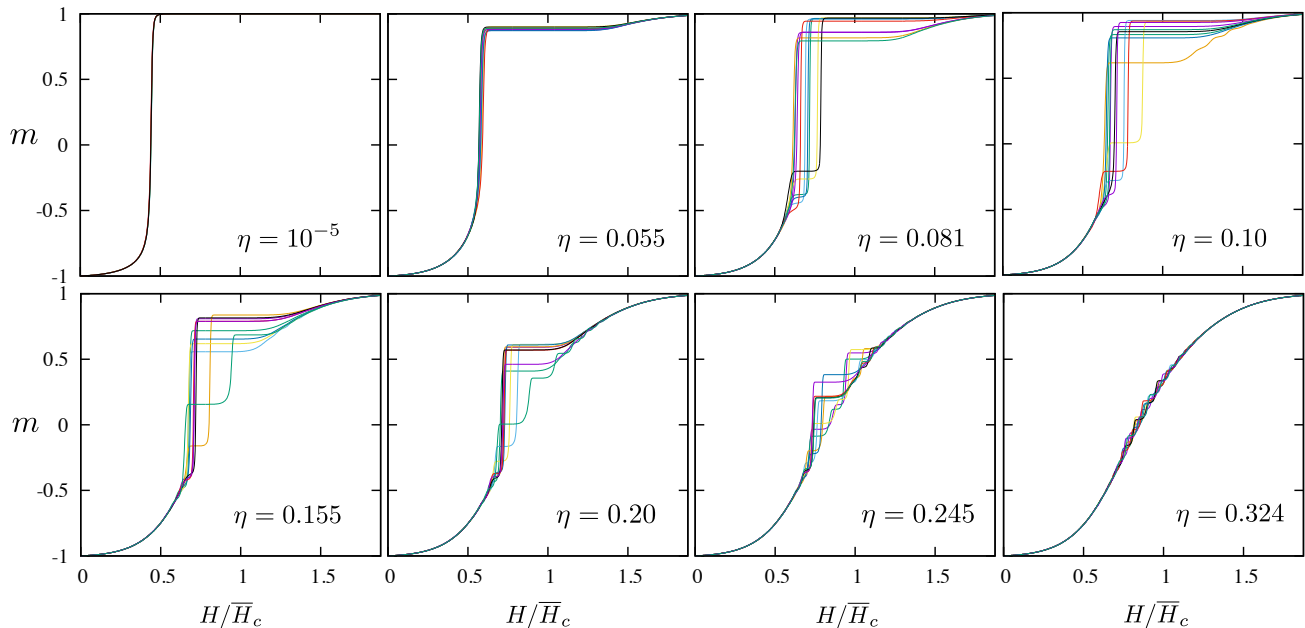 1
0.5
m
0
-0.5
-1
η = 10⁻⁵
η = 0.055
η = 0.081
η = 0.10
1
0.5
m
0
-0.5
-1
η = 0.155
η = 0.20
η = 0.245
η = 0.324
0 0.5 1 1.5 0 0.5 1 1.5 0 0.5 1 1.5 0 0.5 1 1.5
H/H̅_c H/H̅_c H/H̅_c H/H̅_c